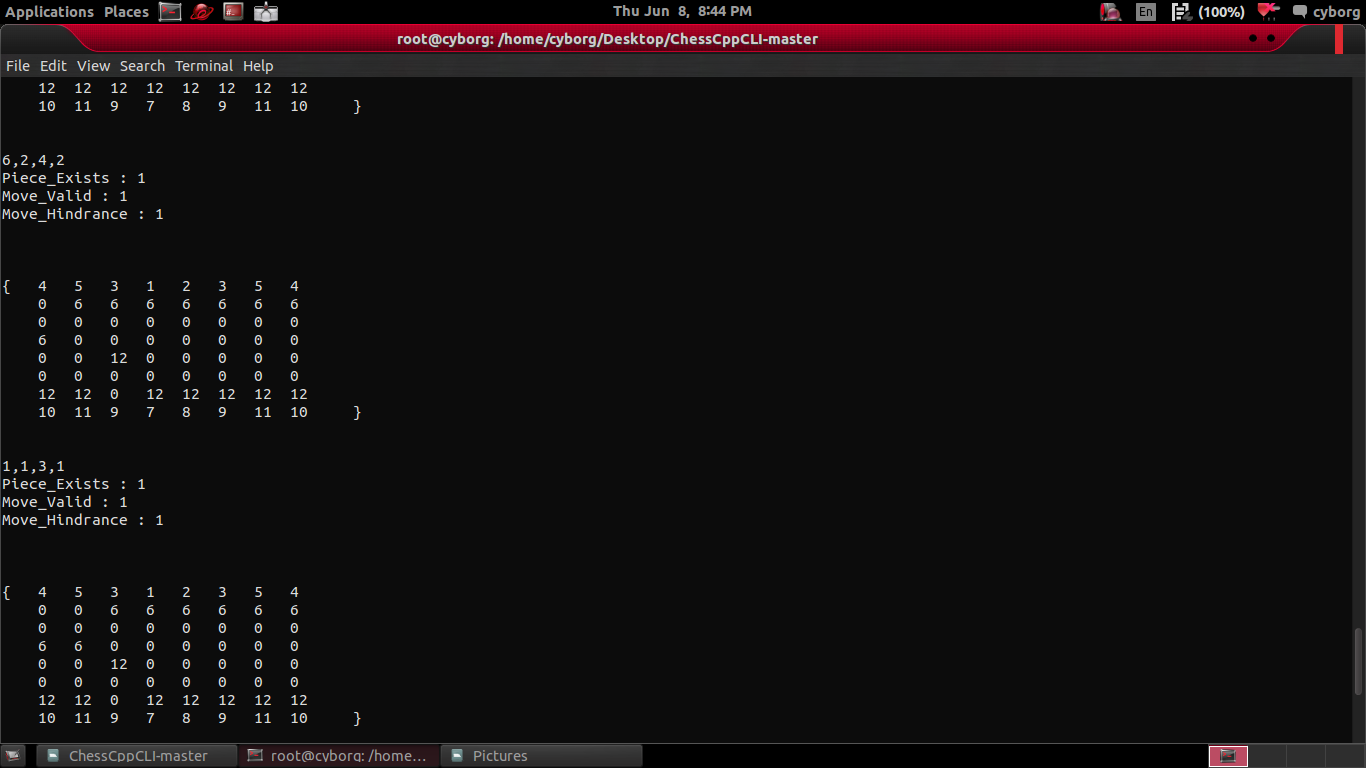 Applications Places Thu Jun 8, 8:44 PM En (100%) cyborg
root@cyborg: /home/cyborg/Desktop/ChessCppCLI-master
File Edit View Search Terminal Help
12 12 12 12 12 12 12 12
10 11 9 7 8 9 11 10 }
6,2,4,2
Piece_Exists : 1
Move_Valid : 1
Move_Hindrance : 1
{ 4 5 3 1 2 3 5 4
0 6 6 6 6 6 6 6
0 0 0 0 0 0 0 0
6 0 0 0 0 0 0 0
0 0 12 0 0 0 0 0
0 0 0 0 0 0 0 0
12 12 0 12 12 12 12 12
10 11 9 7 8 9 11 10 }
1,1,3,1
Piece_Exists : 1
Move_Valid : 1
Move_Hindrance : 1
{ 4 5 3 1 2 3 5 4
0 0 6 6 6 6 6 6
0 0 0 0 0 0 0 0
6 6 0 0 0 0 0 0
0 0 12 0 0 0 0 0
0 0 0 0 0 0 0 0
12 12 0 12 12 12 12 12
10 11 9 7 8 9 11 10 }
ChessCppCLI-master root@cyborg: /home... Pictures